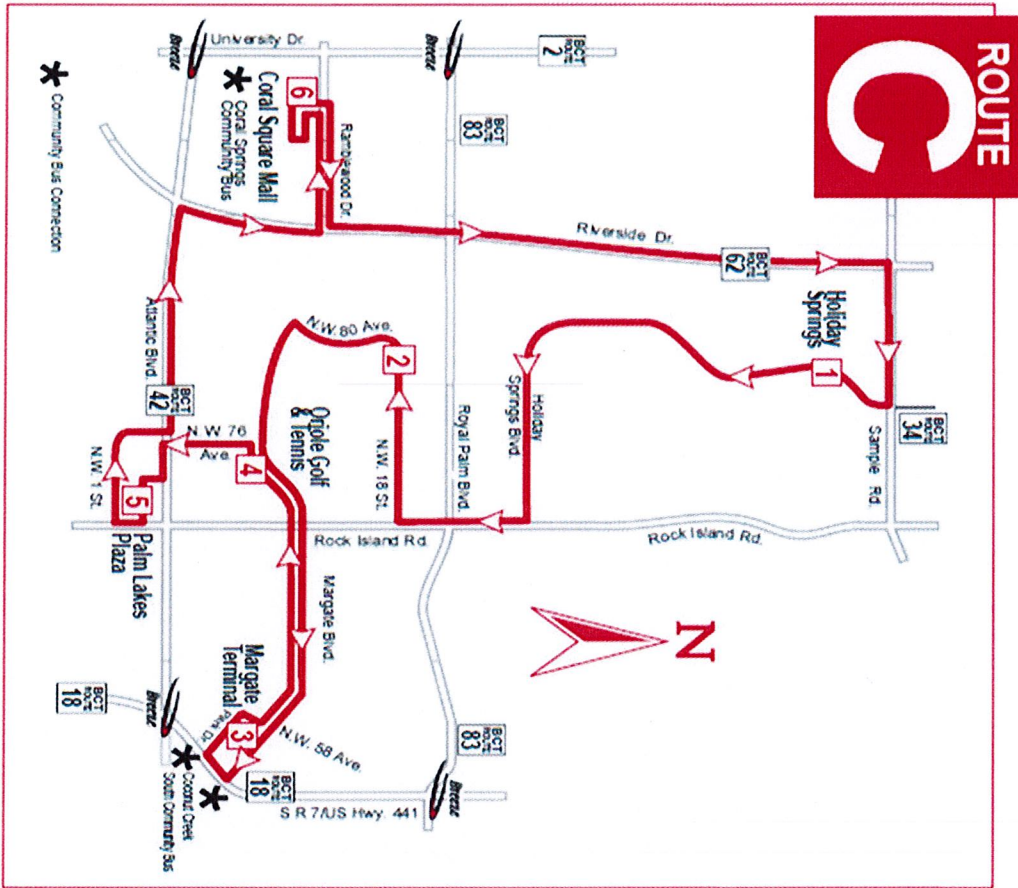 ROUTE
C
BCT
ROUTE
2
University Dr.
Breeze
Breeze
BCT
ROUTE
83
6
Coral Square Mall
Coral Springs
Community Bus
Ramblewood Dr.
Community Bus Connection
Riverside Dr.
BCT
ROUTE
62
Holiday
Springs
1
BCT
ROUTE
34
Sample Rd.
Holiday
Springs Blvd.
Royal Palm Blvd.
N.W. 18 St.
N.W. 80 Ave.
2
Oriole Golf
& Tennis
Atlantic Blvd.
BCT
ROUTE
42
N.W. 76
Ave.
4
N.W. 1 St.
5
Palm Lakes
Plaza
Rock Island Rd.
Rock Island Rd.
Margate Blvd.
Margate
Terminal
3
Park Dr.
N.W. 58 Ave.
N
BCT
ROUTE
83
Breeze
Breeze
BCT
ROUTE
18
BCT
ROUTE
18
Coconut Creek
South Community Bus
S R 7/US Hwy. 441